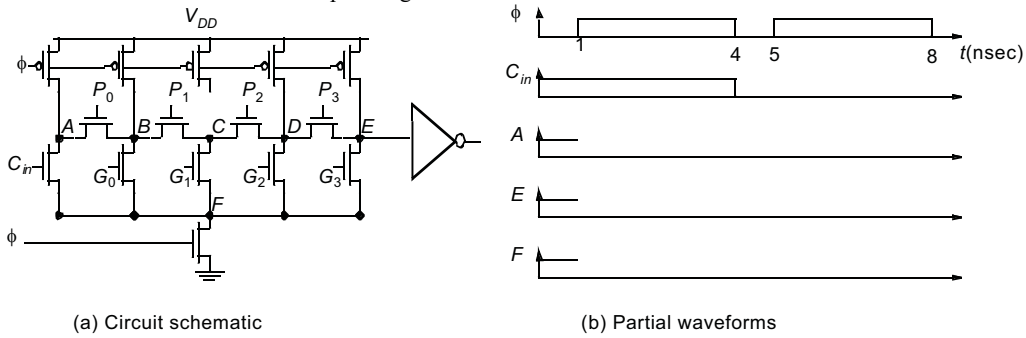 V_DD
ϕ
P_0 P_1 P_2 P_3
A B C D E
C_in
G_0 G_1 G_2 G_3
F
ϕ
(a) Circuit schematic
ϕ
1 4 5 8 t(nsec)
C_in
A
E
F
(b) Partial waveforms